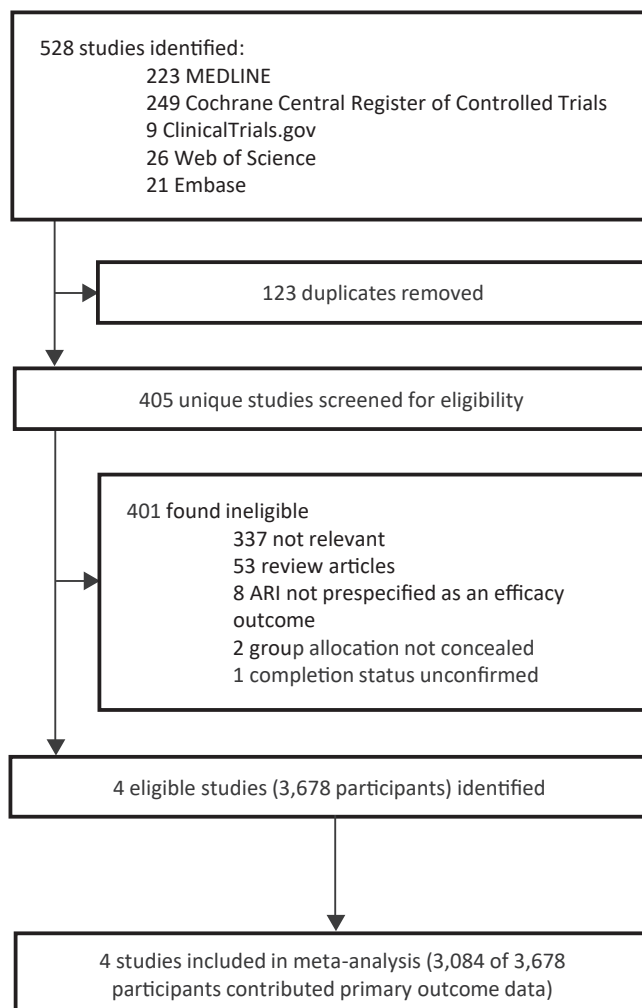 528 studies identified:
223 MEDLINE
249 Cochrane Central Register of Controlled Trials
9 ClinicalTrials.gov
26 Web of Science
21 Embase
123 duplicates removed
405 unique studies screened for eligibility
401 found ineligible
337 not relevant
53 review articles
8 ARI not prespecified as an efficacy
outcome
2 group allocation not concealed
1 completion status unconfirmed
4 eligible studies (3,678 participants) identified
4 studies included in meta-analysis (3,084 of 3,678
participants contributed primary outcome data)